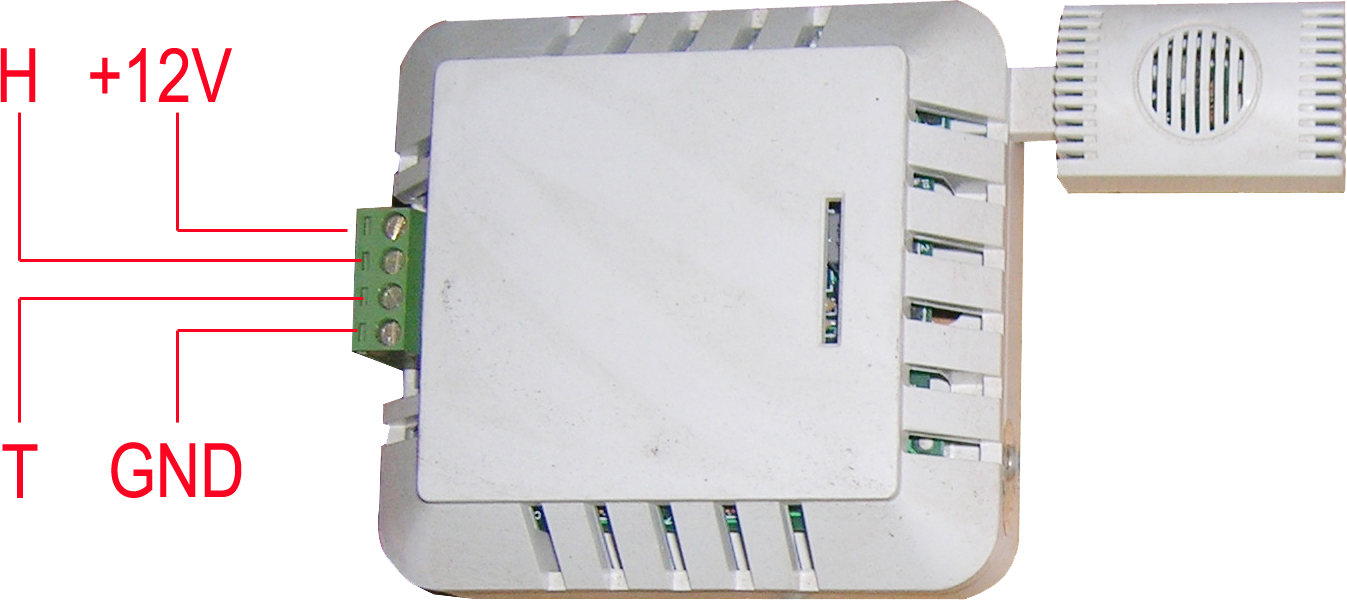 H +12V
T GND